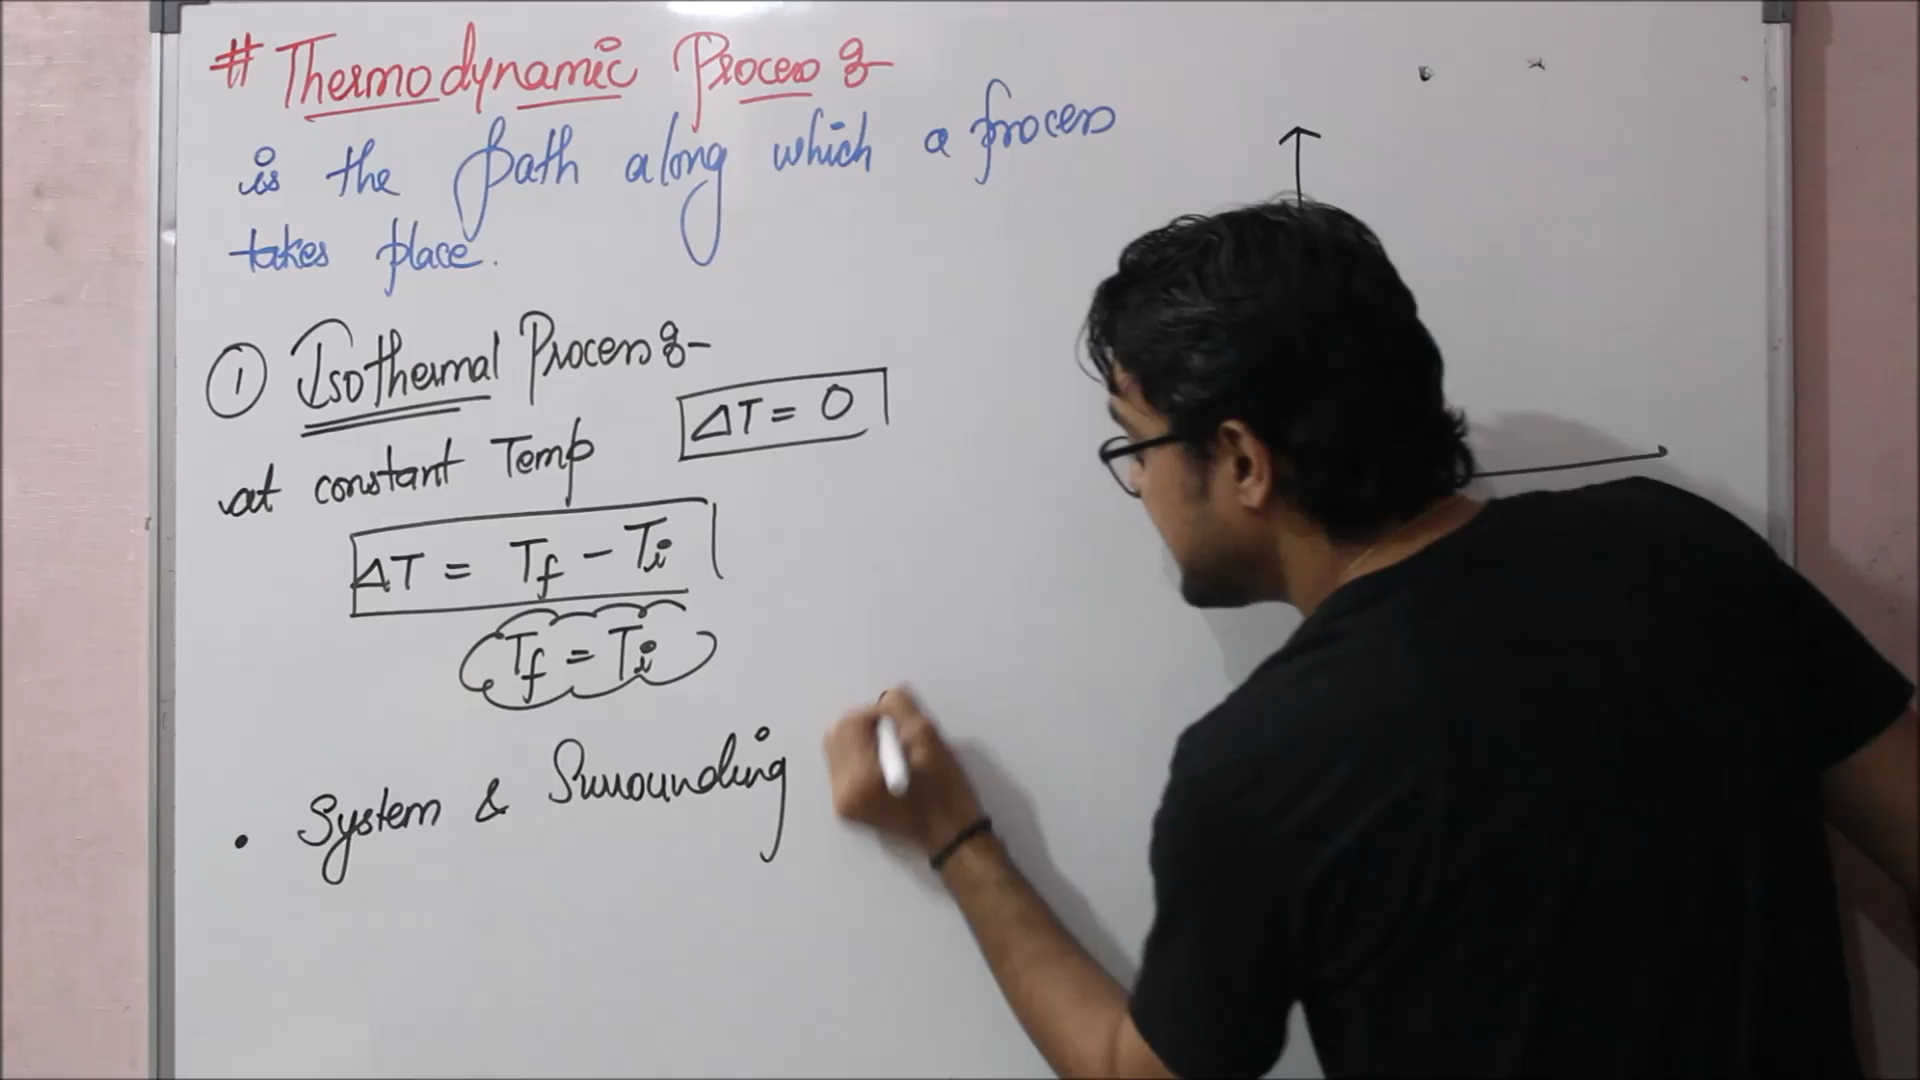 # Thermodynamic Process :-
is the path along which a process
takes place.
① Isothermal Process :-
at constant Temp
ΔT = 0
ΔT = Tf - Ti
Tf = Ti
• System & Surrounding